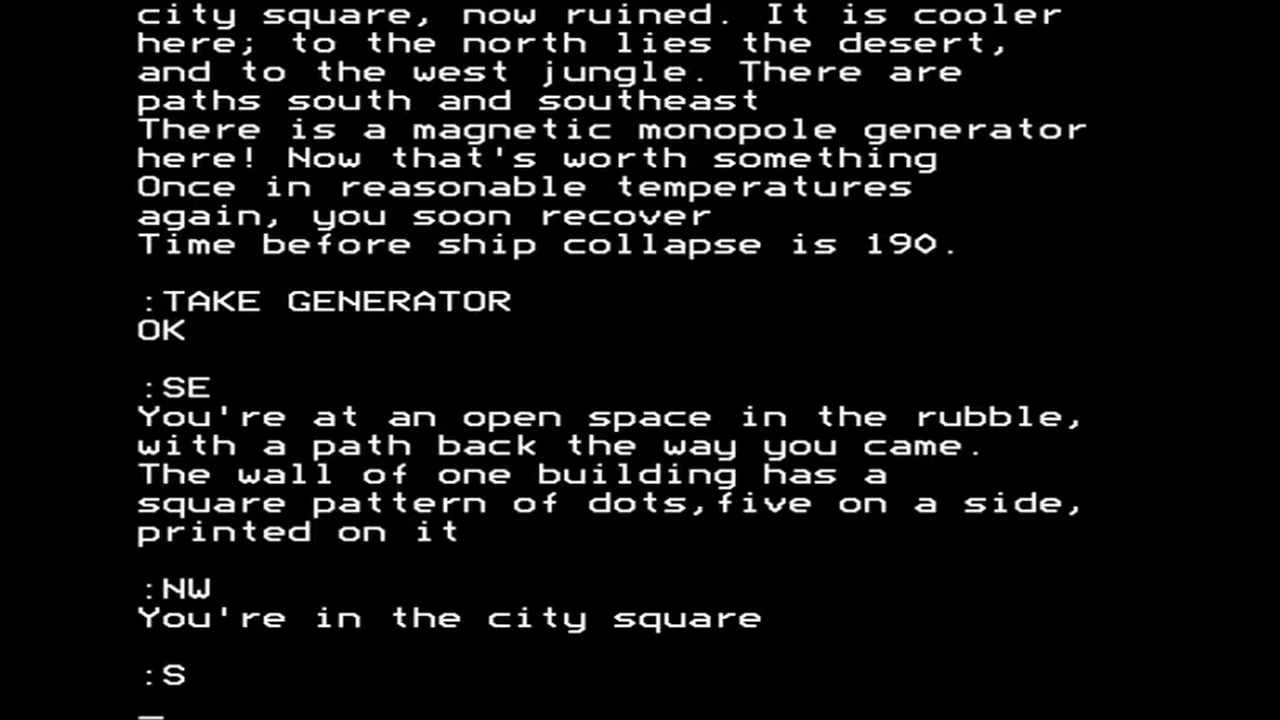 city square, now ruined. It is cooler
here; to the north lies the desert,
and to the west jungle. There are
paths south and southeast
There is a magnetic monopole generator
here! Now that's worth something
Once in reasonable temperatures
again, you soon recover
Time before ship collapse is 190.
:TAKE GENERATOR
OK
:SE
You're at an open space in the rubble,
with a path back the way you came.
The wall of one building has a
square pattern of dots,five on a side,
printed on it
:NW
You're in the city square
:S
_